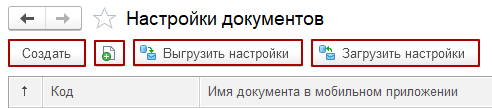 Настройки документов
Создать Выгрузить настройки Загрузить настройки
Код Имя документа в мобильном приложении